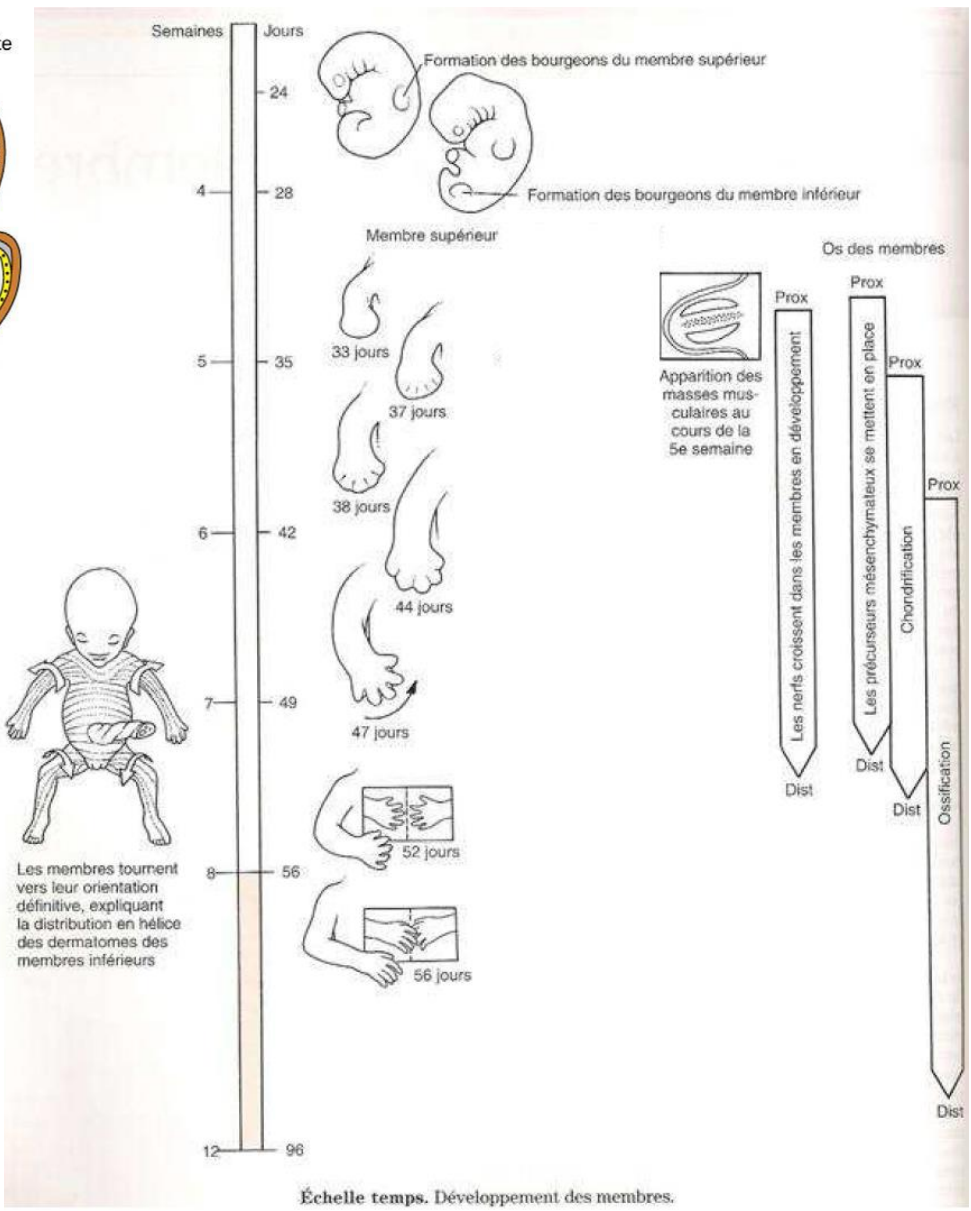 Semaines
Jours
Formation des bourgeons du membre supérieur
24
4
28
Formation des bourgeons du membre inférieur
Membre supérieur
Os des membres
Prox
Prox
33 jours
5
35
Prox
Apparition des
masses mus-
culaires au
cours de la
5e semaine
37 jours
Les nerfs croissent dans les membres en développement
Les précurseurs mésenchymateux se mettent en place
Chondrification
Prox
38 jours
6
42
44 jours
7
49
47 jours
Dist
Dist
Dist
Ossification
52 jours
Les membres tournent
vers leur orientation
définitive, expliquant
la distribution en hélice
des dermatomes des
membres inférieurs
8
56
56 jours
Dist
12
96
Échelle temps. Développement des membres.